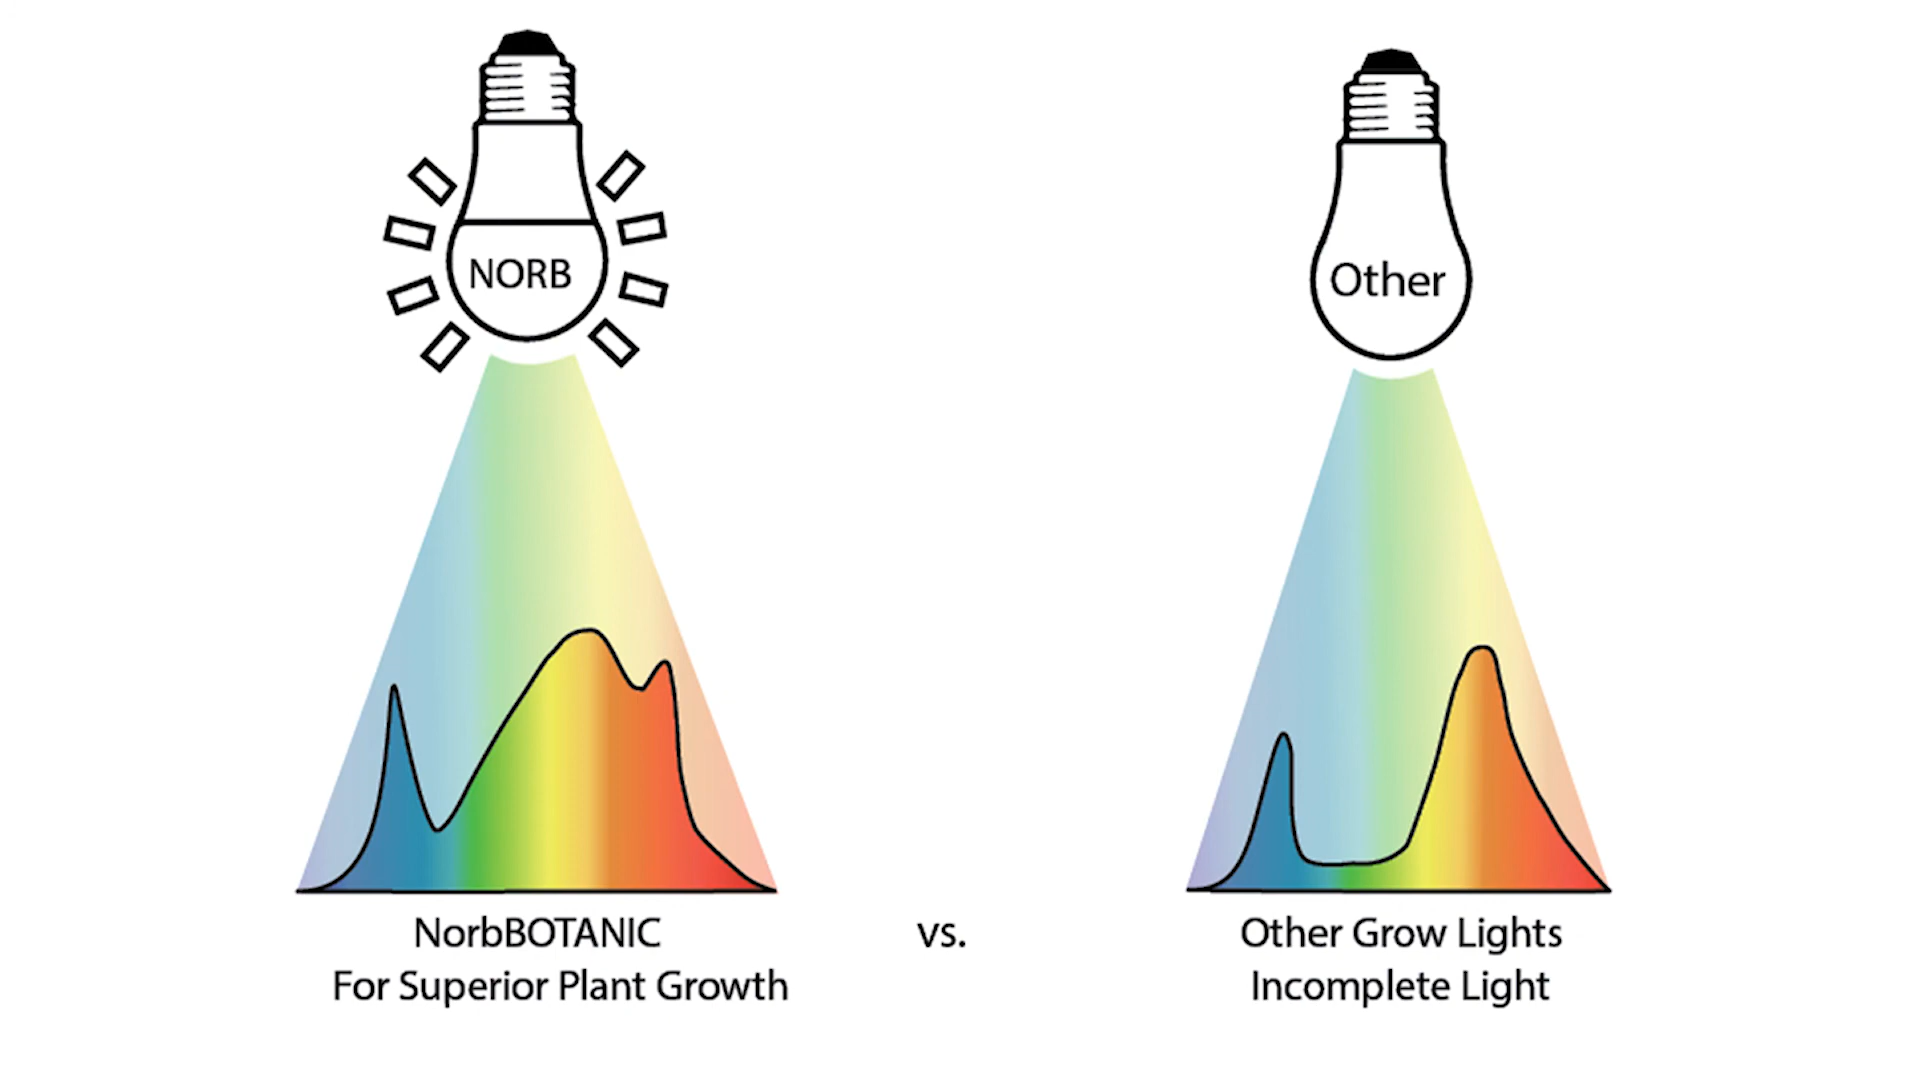 NORB
Other
NorbBOTANIC
For Superior Plant Growth
vs.
Other Grow Lights
Incomplete Light